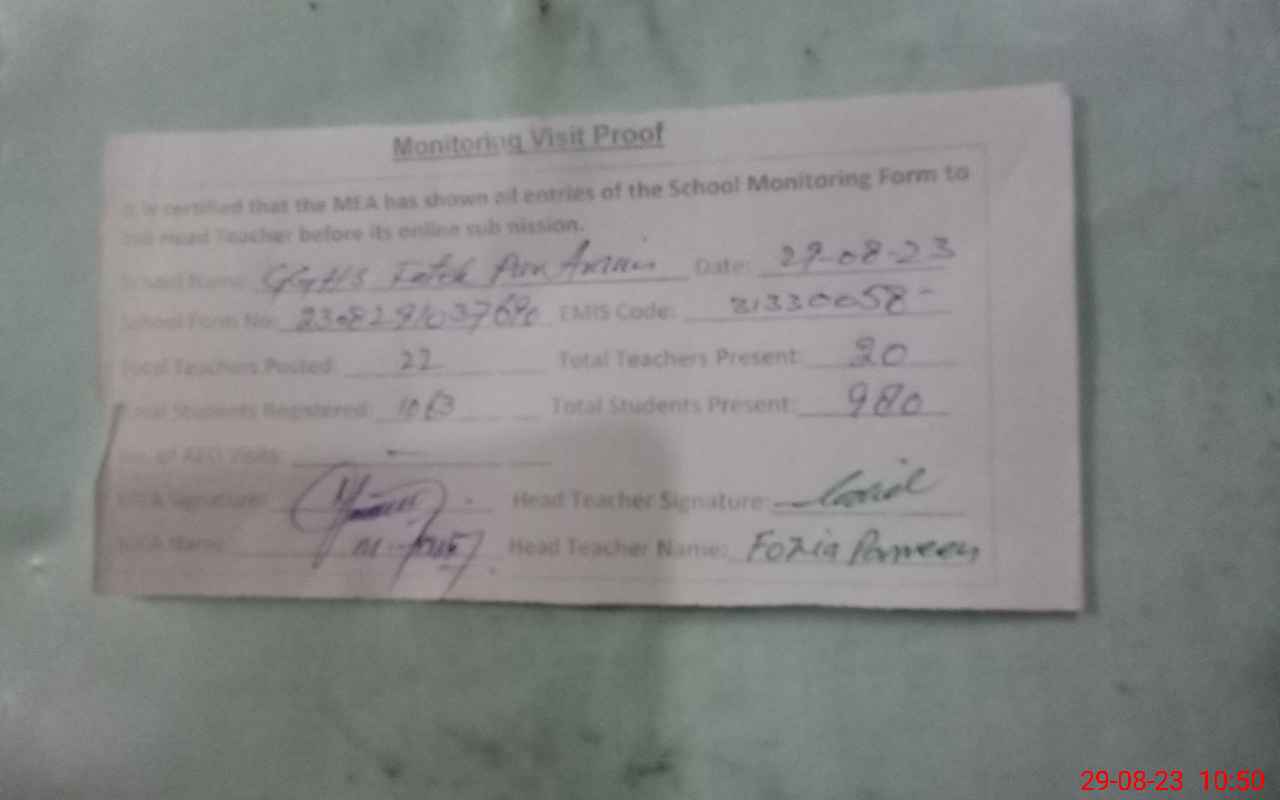 Monitoring Visit Proof
It is certified that the MEA has shown all entries of the School Monitoring Form to
the Head Teacher before its online submission.
School Name: GGHS Fateh Pur Date: 29-08-23
School Form No: EMIS Code:
Total Teachers Posted: 22 Total Teachers Present: 20
Total Students Registered: 1063 Total Students Present: 980
No. of AEO Visits: -
MEA Signature: Head Teacher Signature:
MEA Name: Head Teacher Name: Fozia Parveen
29-08-23 10:50